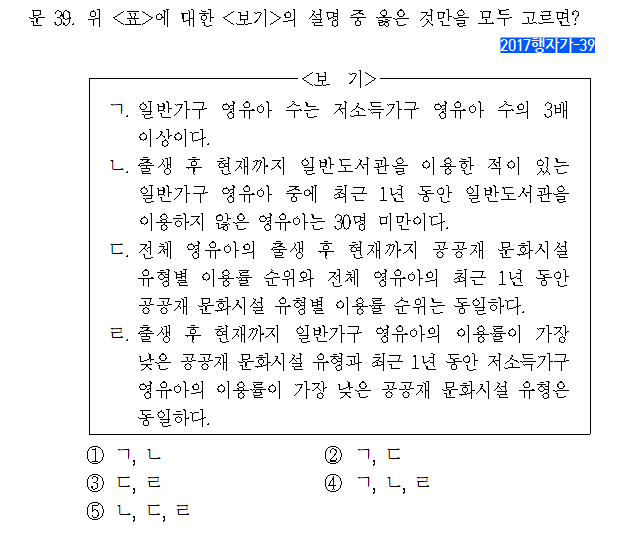 문 39. 위 <표>에 대한 <보기>의 설명 중 옳은 것만을 모두 고르면?
2017행자가-39
<보 기>
ㄱ. 일반가구 영유아 수는 저소득가구 영유아 수의 3배
이상이다.
ㄴ. 출생 후 현재까지 일반도서관을 이용한 적이 있는
일반가구 영유아 중에 최근 1년 동안 일반도서관을
이용하지 않은 영유아는 30명 미만이다.
ㄷ. 전체 영유아의 출생 후 현재까지 공공재 문화시설
유형별 이용률 순위와 전체 영유아의 최근 1년 동안
공공재 문화시설 유형별 이용률 순위는 동일하다.
ㄹ. 출생 후 현재까지 일반가구 영유아의 이용률이 가장
낮은 공공재 문화시설 유형과 최근 1년 동안 저소득가구
영유아의 이용률이 가장 낮은 공공재 문화시설 유형은
동일하다.
① ㄱ, ㄴ ② ㄱ, ㄷ
③ ㄷ, ㄹ ④ ㄱ, ㄴ, ㄹ
⑤ ㄴ, ㄷ, ㄹ